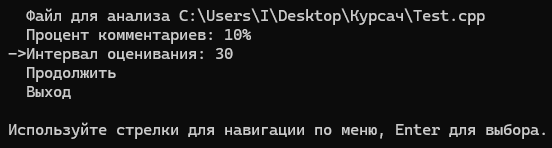 Файл для анализа C:\Users\I\Desktop\Курсач\Test.cpp
Процент комментариев: 10%
—>Интервал оценивания: 30
Продолжить
Выход
Используйте стрелки для навигации по меню, Enter для выбора.